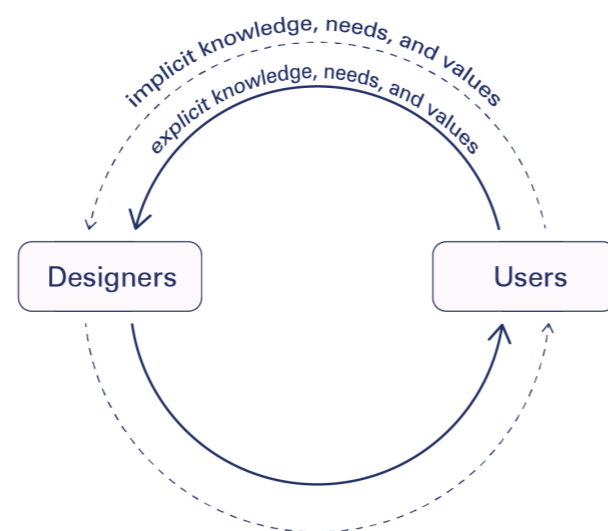 implicit knowledge, needs, and values
explicit knowledge, needs, and values
Designers
Users